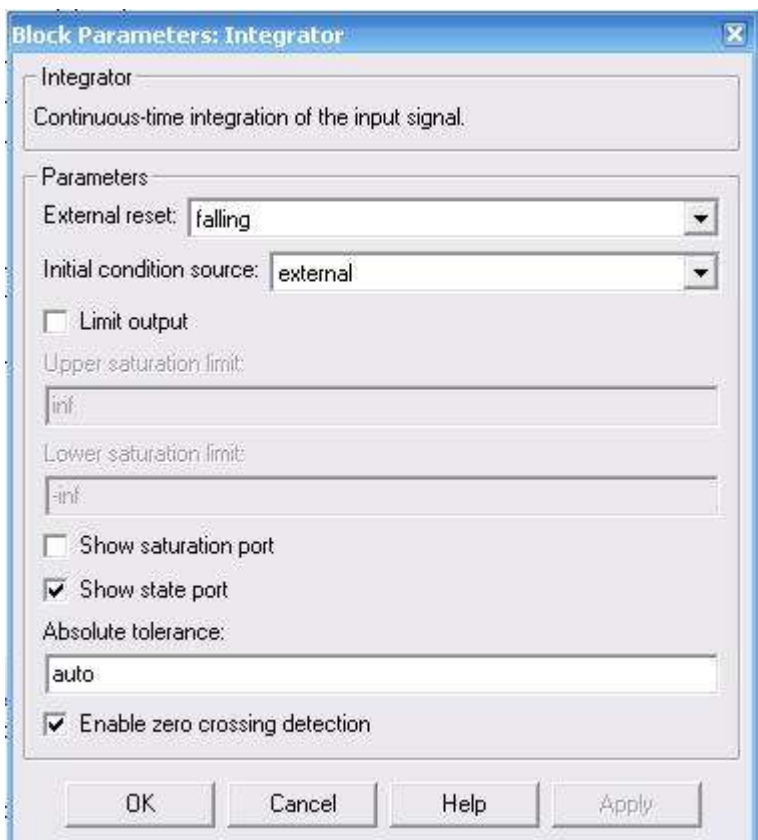 Block Parameters: Integrator
Integrator
Continuous-time integration of the input signal.
Parameters
External reset: falling
Initial condition source: external
Limit output
Upper saturation limit:
inf
Lower saturation limit:
-inf
Show saturation port
Show state port
Absolute tolerance:
auto
Enable zero crossing detection
OK Cancel Help Apply